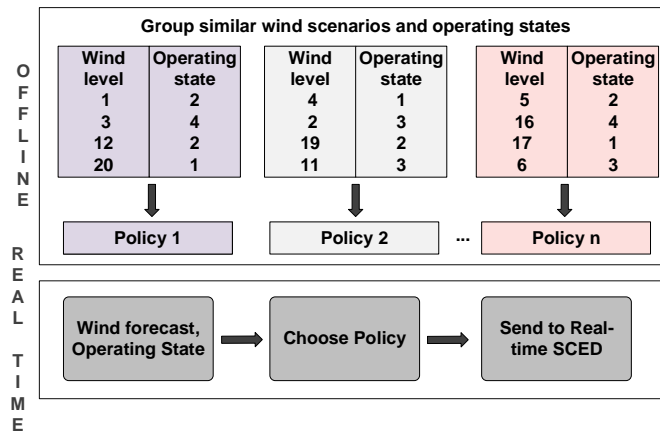 Group similar wind scenarios and operating states
OFFLINE
Wind level Operating state
1 2
3 4
12 2
20 1
Wind level Operating state
4 1
2 3
19 2
11 3
Wind level Operating state
5 2
16 4
17 1
6 3
Policy 1
Policy 2
...
Policy n
REAL TIME
Wind forecast,
Operating State
Choose Policy
Send to Real-
time SCED